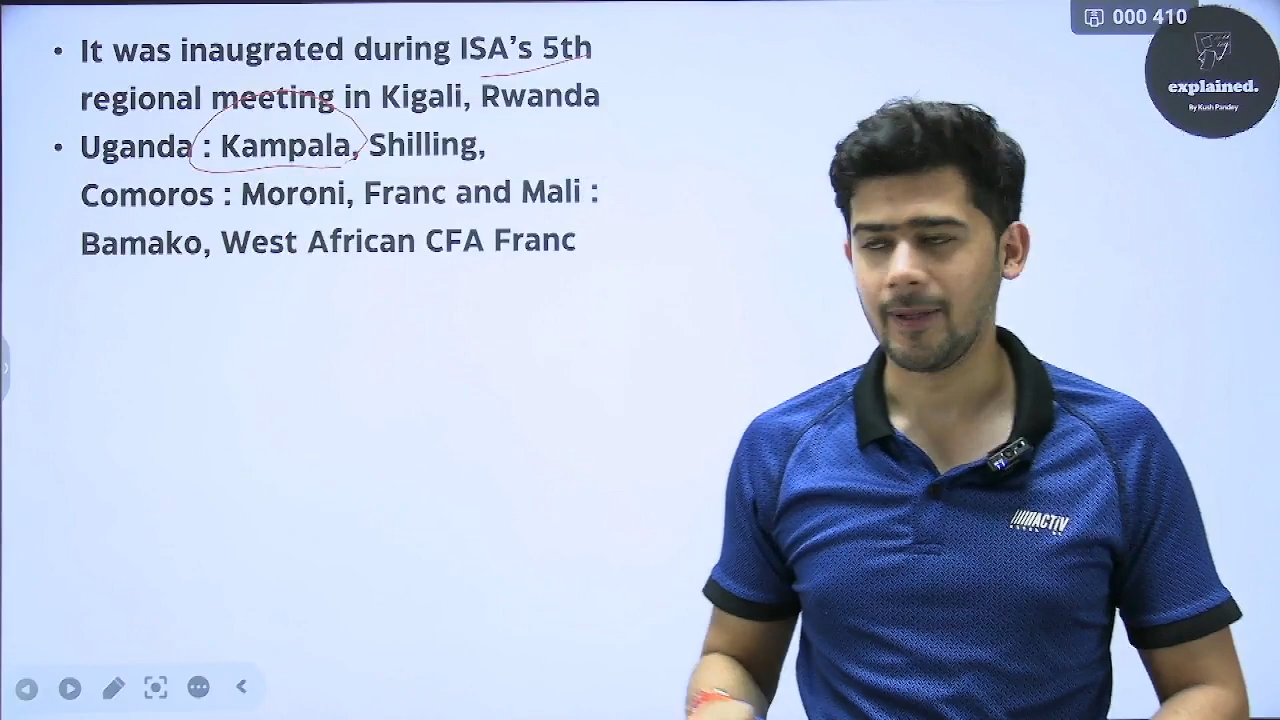 It was inaugrated during ISA's 5th
regional meeting in Kigali, Rwanda
Uganda : Kampala, Shilling,
Comoros : Moroni, Franc and Mali :
Bamako, West African CFA Franc
000 410
explained.
By Kush Pandey
ACTIV